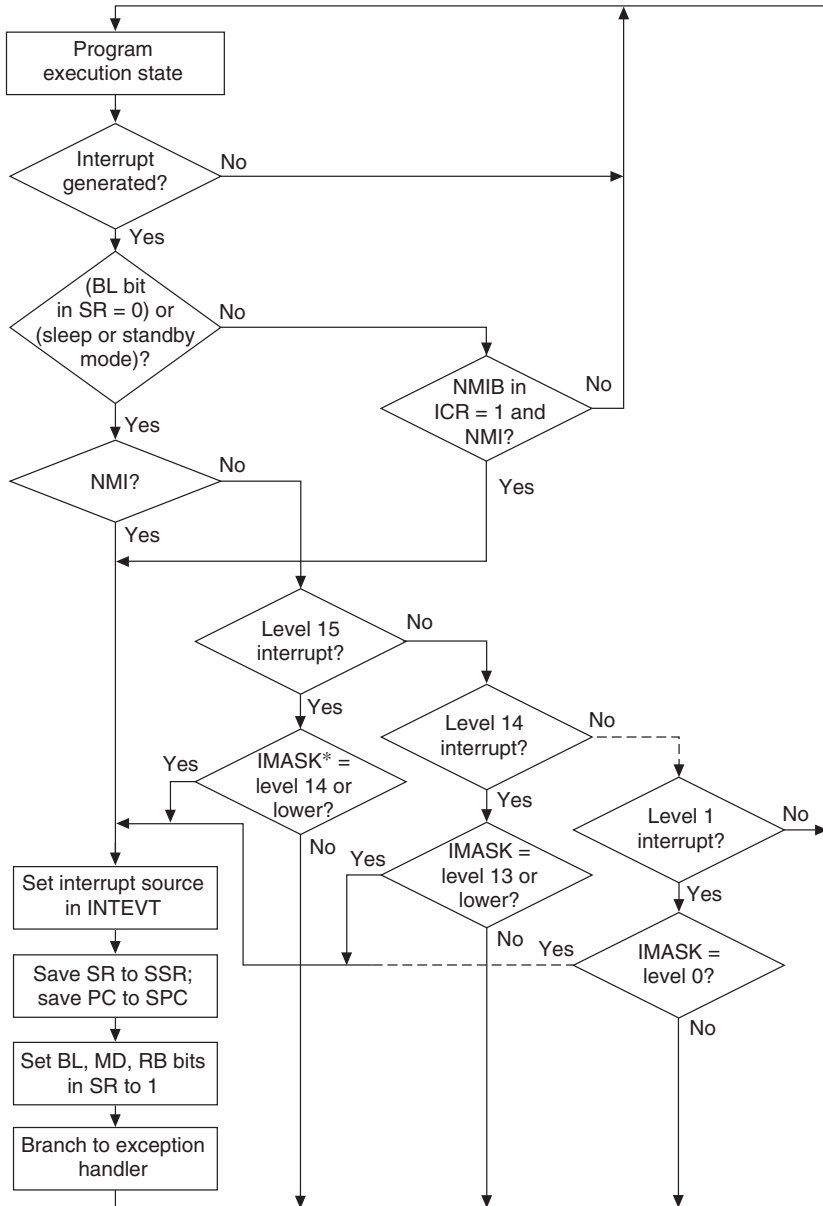 Program
execution state
Interrupt
generated?
No
Yes
(BL bit
in SR = 0) or
(sleep or standby
mode)?
No
Yes
NMIB in
ICR = 1 and
NMI?
No
Yes
NMI?
No
Yes
Level 15
interrupt?
No
Yes
Level 14
interrupt?
No
Yes
IMASK* =
level 14 or
lower?
Yes
No
Level 1
interrupt?
No
Yes
IMASK =
level 13 or
lower?
Yes
No
IMASK =
level 0?
Yes
No
Set interrupt source
in INTEVT
Save SR to SSR;
save PC to SPC
Set BL, MD, RB bits
in SR to 1
Branch to exception
handler